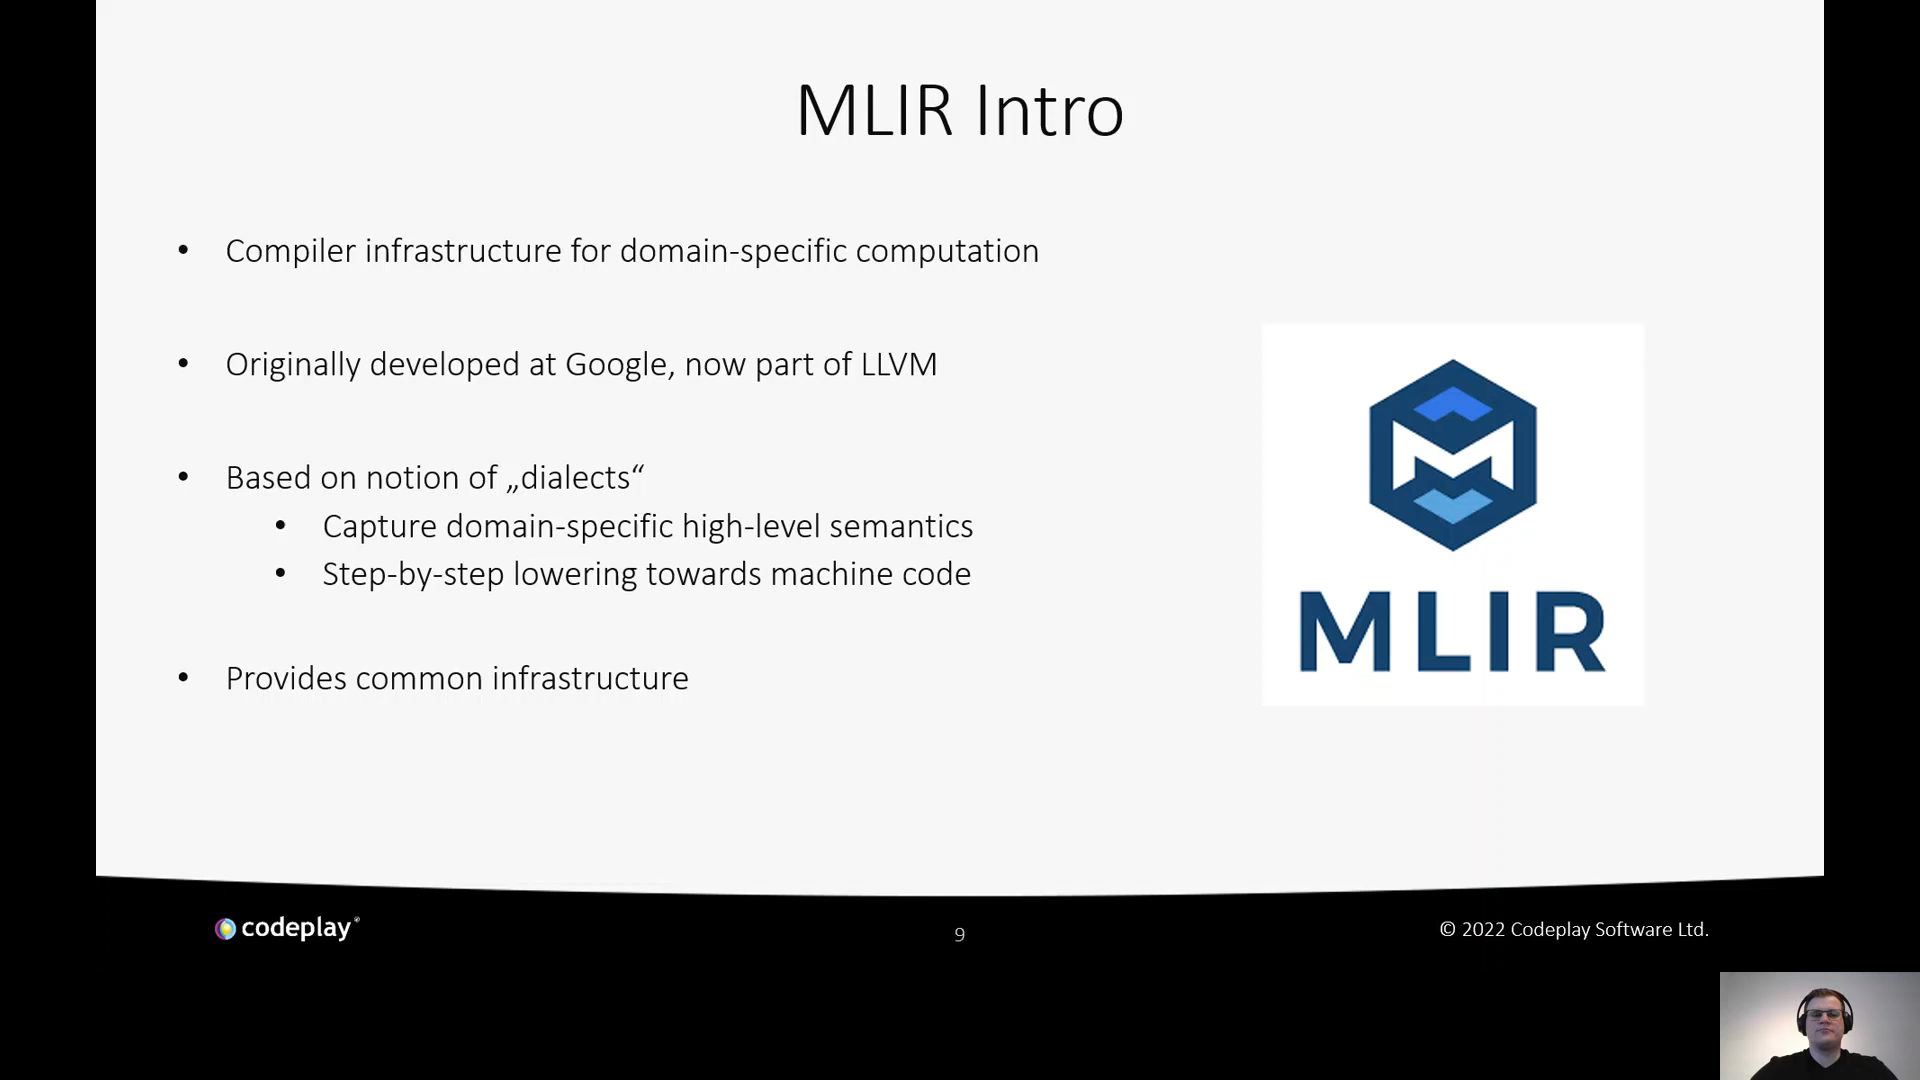 MLIR Intro
• Compiler infrastructure for domain-specific computation
• Originally developed at Google, now part of LLVM
• Based on notion of „dialects“
• Capture domain-specific high-level semantics
• Step-by-step lowering towards machine code
• Provides common infrastructure
MLIR
codeplay®
9
© 2022 Codeplay Software Ltd.